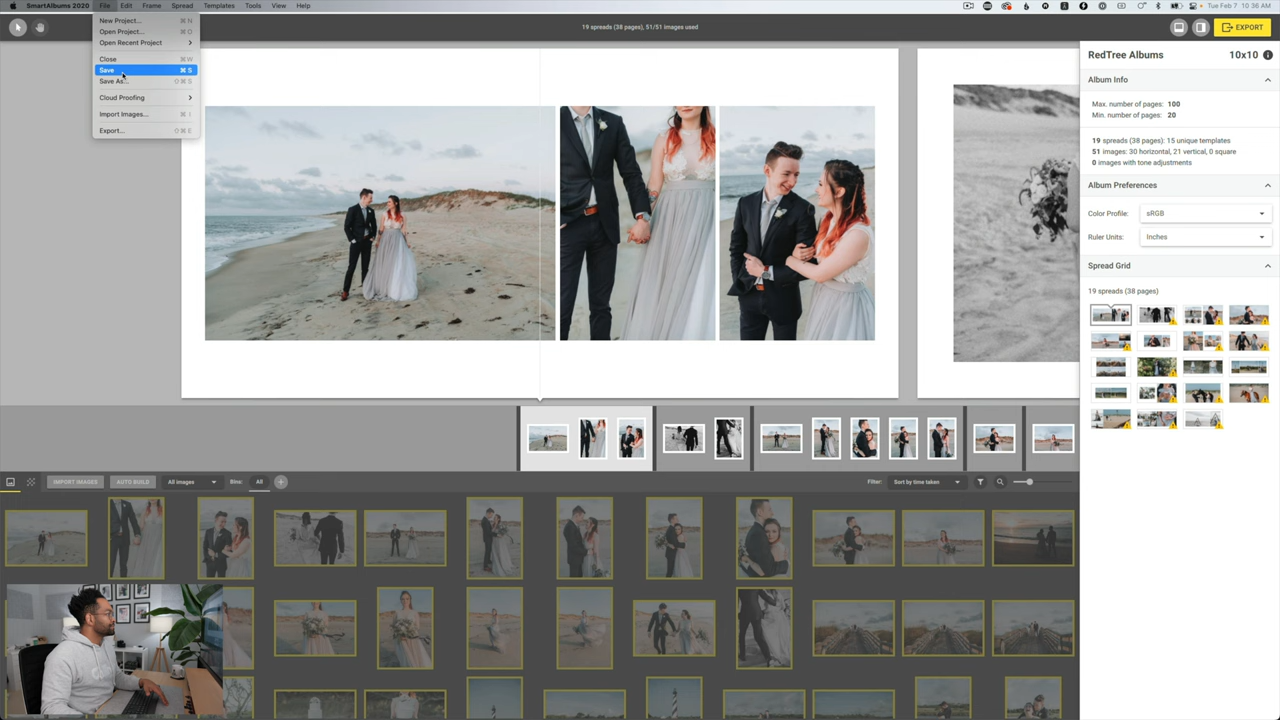 SmartAlbums 2020 File Edit Frame Spread Templates Tools View Help
Tue Feb 7 10:36 AM
New Project... ⌘ N
Open Project... ⌘ O
Open Recent Project >
Close ⌘ W
Save ⌘ S
Save As... ⇧ ⌘ S
Cloud Proofing >
Import Images... ⌘ I
Export... ⇧ ⌘ E
19 spreads (38 pages), 51/51 images used
EXPORT
RedTree Albums 10x10
Album Info
Max. number of pages: 100
Min. number of pages: 20
19 spreads (38 pages): 15 unique templates
51 images: 30 horizontal, 21 vertical, 0 square
0 images with tone adjustments
Album Preferences
Color Profile: sRGB
Ruler Units: Inches
Spread Grid
19 spreads (38 pages)
IMPORT IMAGES AUTO BUILD All images Bins: All
Filter: Sort by time taken